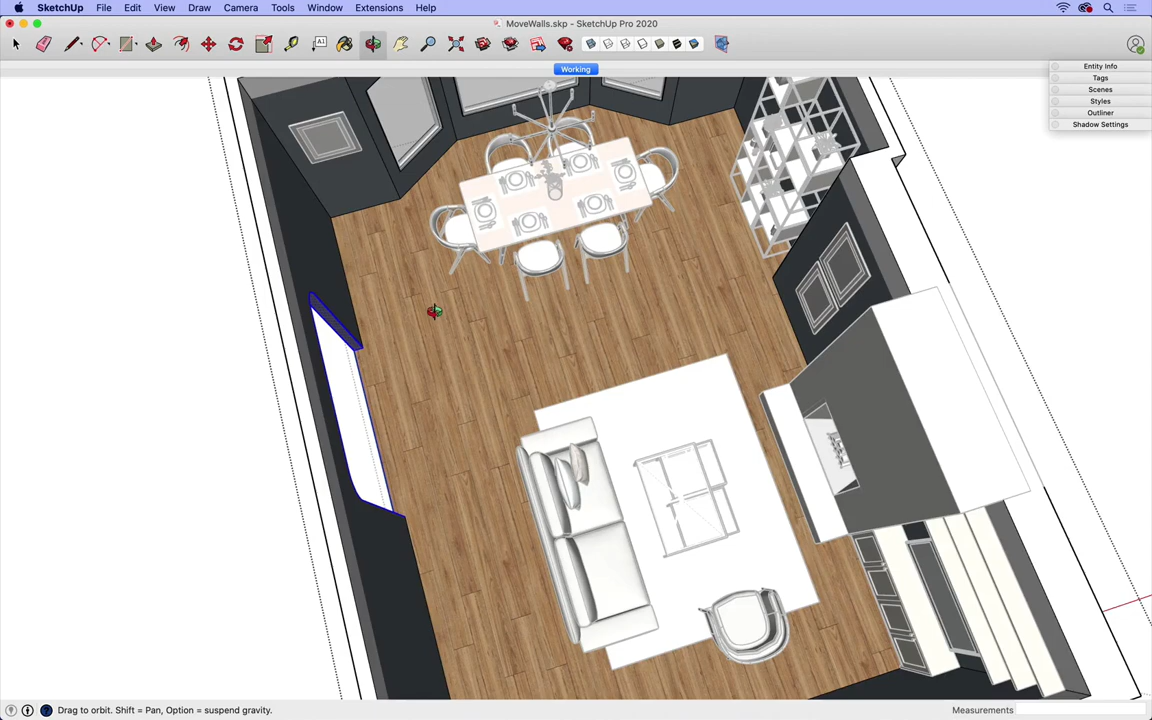 SketchUp File Edit View Draw Camera Tools Window Extensions Help
MoveWalls.skp - SketchUp Pro 2020
Working
Entity Info
Tags
Scenes
Styles
Outliner
Shadow Settings
Drag to orbit. Shift = Pan, Option = suspend gravity.
Measurements